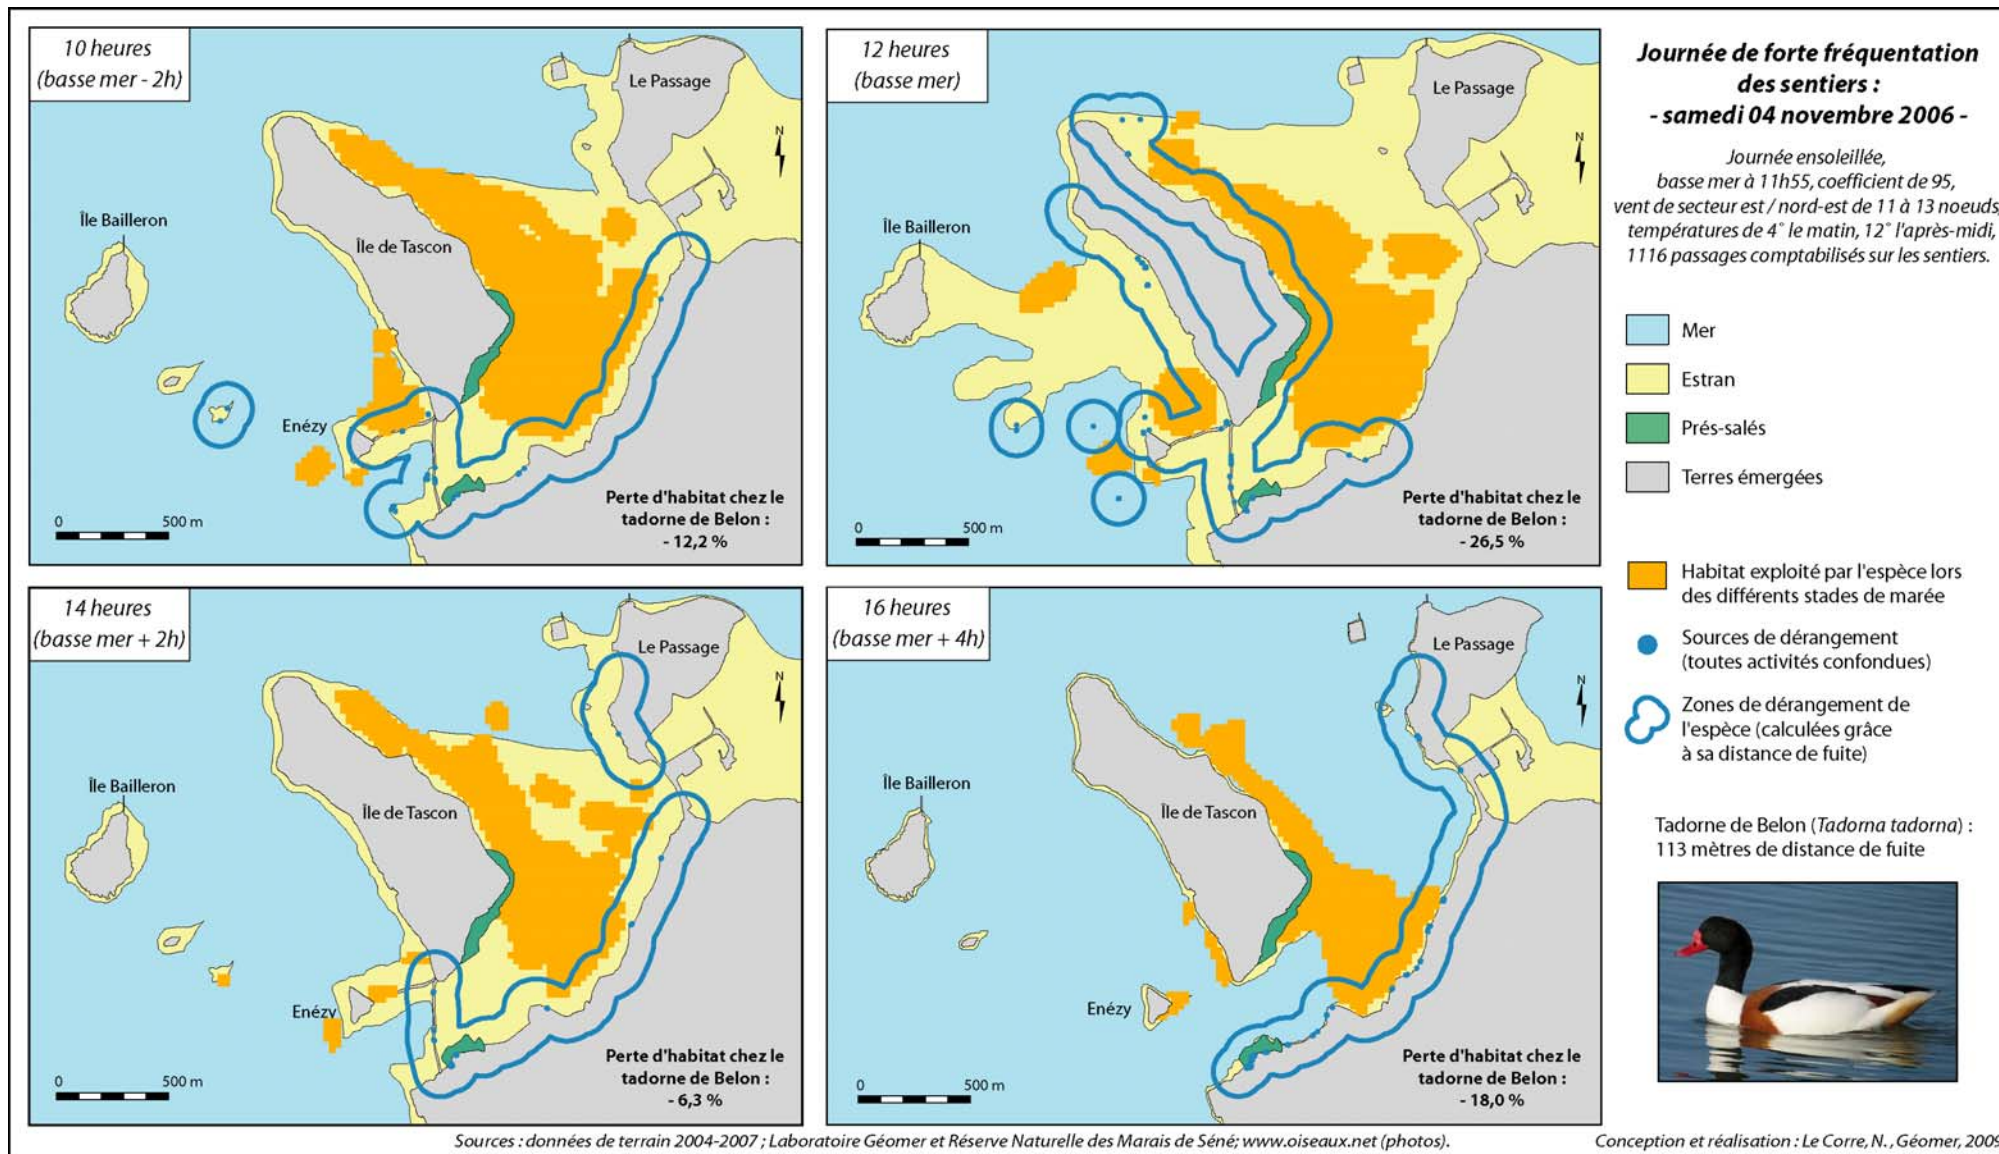 10 heures
(basse mer - 2h)
Le Passage
N
Île Bailleron
Île de Tascon
Enézy
0 500 m
Perte d'habitat chez le
tadorne de Belon :
- 12,2 %
12 heures
(basse mer)
Le Passage
N
Île Bailleron
0 500 m
Perte d'habitat chez le
tadorne de Belon :
- 26,5 %
14 heures
(basse mer + 2h)
Le Passage
N
Île Bailleron
Île de Tascon
Enézy
0 500 m
Perte d'habitat chez le
tadorne de Belon :
- 6,3 %
16 heures
(basse mer + 4h)
Le Passage
N
Île Bailleron
Île de Tascon
Enézy
0 500 m
Perte d'habitat chez le
tadorne de Belon :
- 18,0 %
Journée de forte fréquentation
des sentiers :
- samedi 04 novembre 2006 -
Journée ensoleillée,
basse mer à 11h55, coefficient de 95,
vent de secteur est / nord-est de 11 à 13 noeuds,
températures de 4° le matin, 12° l'après-midi,
1116 passages comptabilisés sur les sentiers.
Mer
Estran
Prés-salés
Terres émergées
Habitat exploité par l'espèce lors
des différents stades de marée
Sources de dérangement
(toutes activités confondues)
Zones de dérangement de
l'espèce (calculées grâce
à sa distance de fuite)
Tadorne de Belon (Tadorna tadorna) :
113 mètres de distance de fuite
Sources : données de terrain 2004-2007 ; Laboratoire Géomer et Réserve Naturelle des Marais de Séné; www.oiseaux.net (photos).
Conception et réalisation : Le Corre, N. , Géomer, 2009